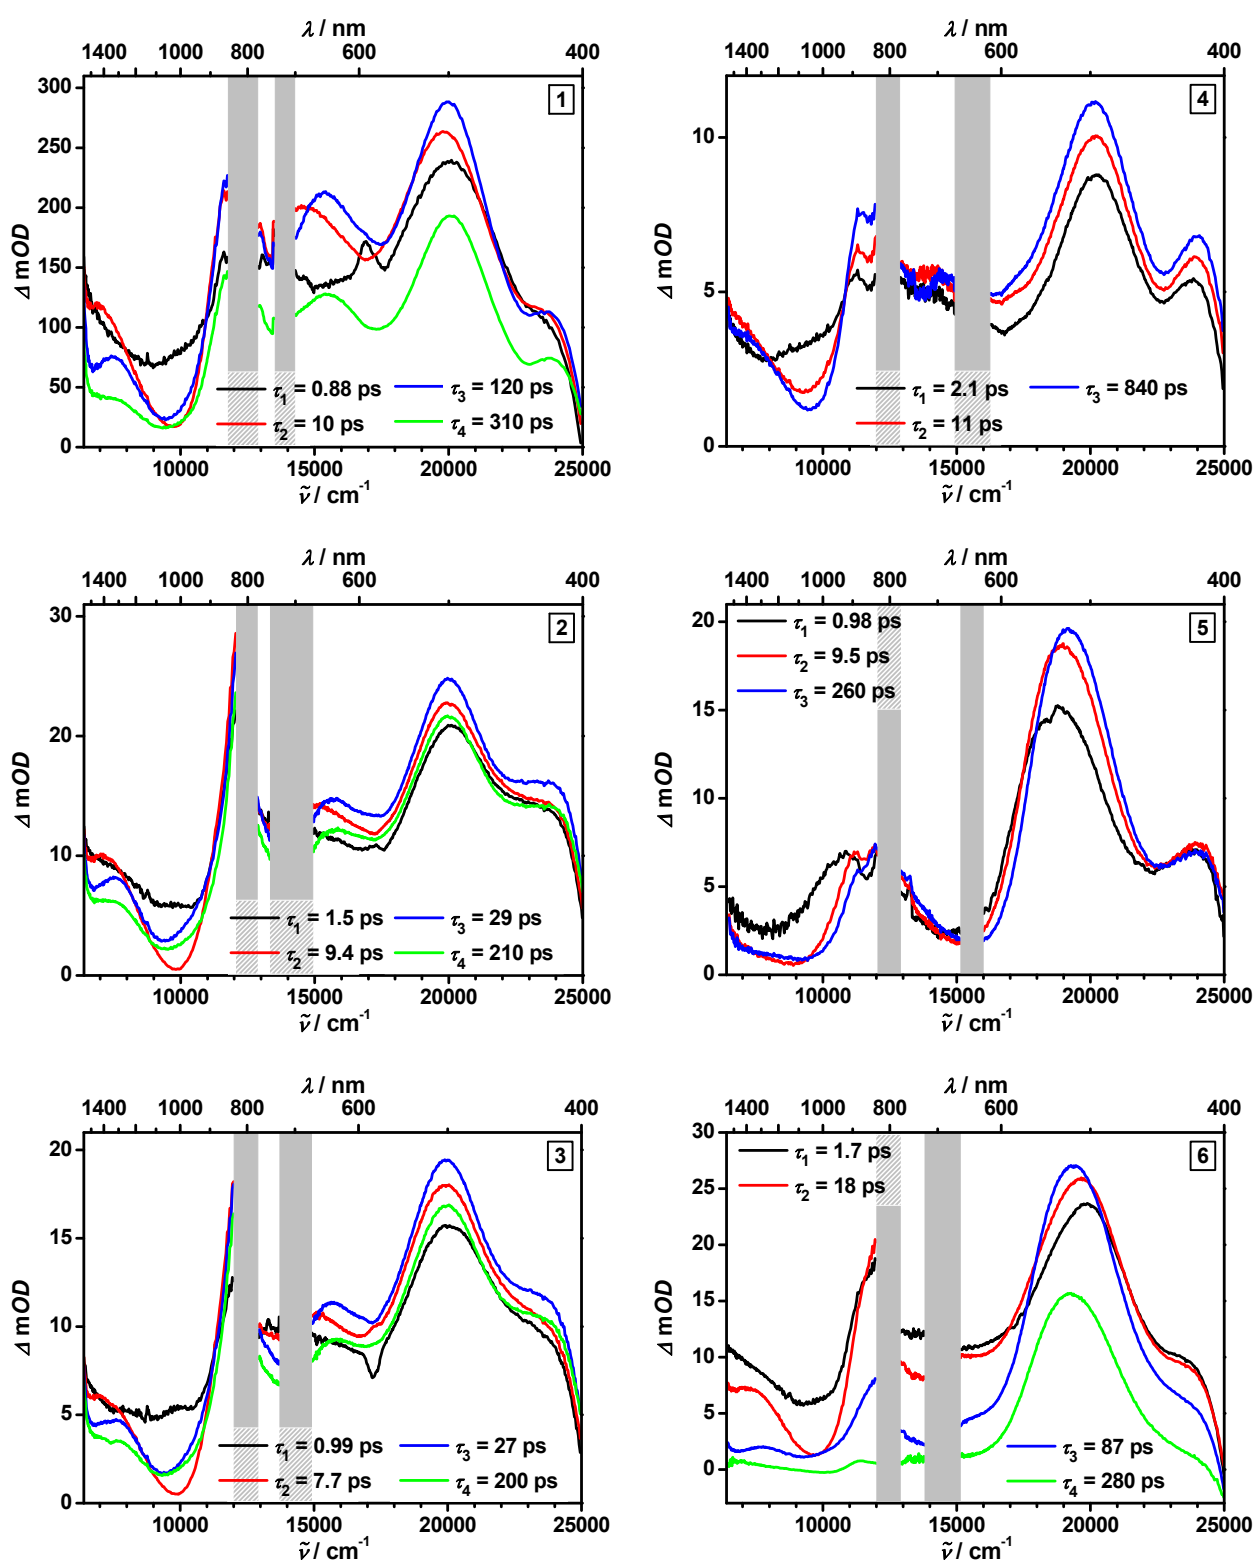 λ / nm
1400 1000 800 600 400
300
250
200
150
100
50
0
Δ mOD
1
τ1 = 0.88 ps
τ2 = 10 ps
τ3 = 120 ps
τ4 = 310 ps
10000 15000 20000 25000
ṽ / cm-1
λ / nm
1400 1000 800 600 400
10
5
0
Δ mOD
4
τ1 = 2.1 ps
τ2 = 11 ps
τ3 = 840 ps
10000 15000 20000 25000
ṽ / cm-1
λ / nm
1400 1000 800 600 400
30
20
10
0
Δ mOD
2
τ1 = 1.5 ps
τ2 = 9.4 ps
τ3 = 29 ps
τ4 = 210 ps
10000 15000 20000 25000
ṽ / cm-1
λ / nm
1400 1000 800 600 400
20
15
10
5
0
Δ mOD
5
τ1 = 0.98 ps
τ2 = 9.5 ps
τ3 = 260 ps
10000 15000 20000 25000
ṽ / cm-1
λ / nm
1400 1000 800 600 400
20
15
10
5
0
Δ mOD
3
τ1 = 0.99 ps
τ2 = 7.7 ps
τ3 = 27 ps
τ4 = 200 ps
10000 15000 20000 25000
ṽ / cm-1
λ / nm
1400 1000 800 600 400
30
25
20
15
10
5
0
Δ mOD
6
τ1 = 1.7 ps
τ2 = 18 ps
τ3 = 87 ps
τ4 = 280 ps
10000 15000 20000 25000
ṽ / cm-1